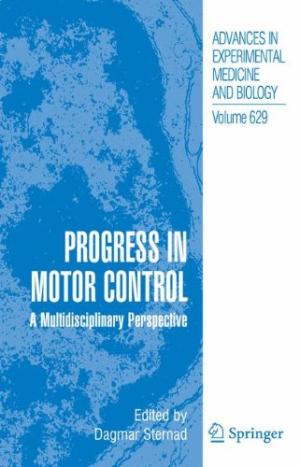 ADVANCES IN
EXPERIMENTAL
MEDICINE
AND BIOLOGY
Volume 629
PROGRESS IN
MOTOR CONTROL
A Multidisciplinary Perspective
Edited by
Dagmar Sternad
Springer